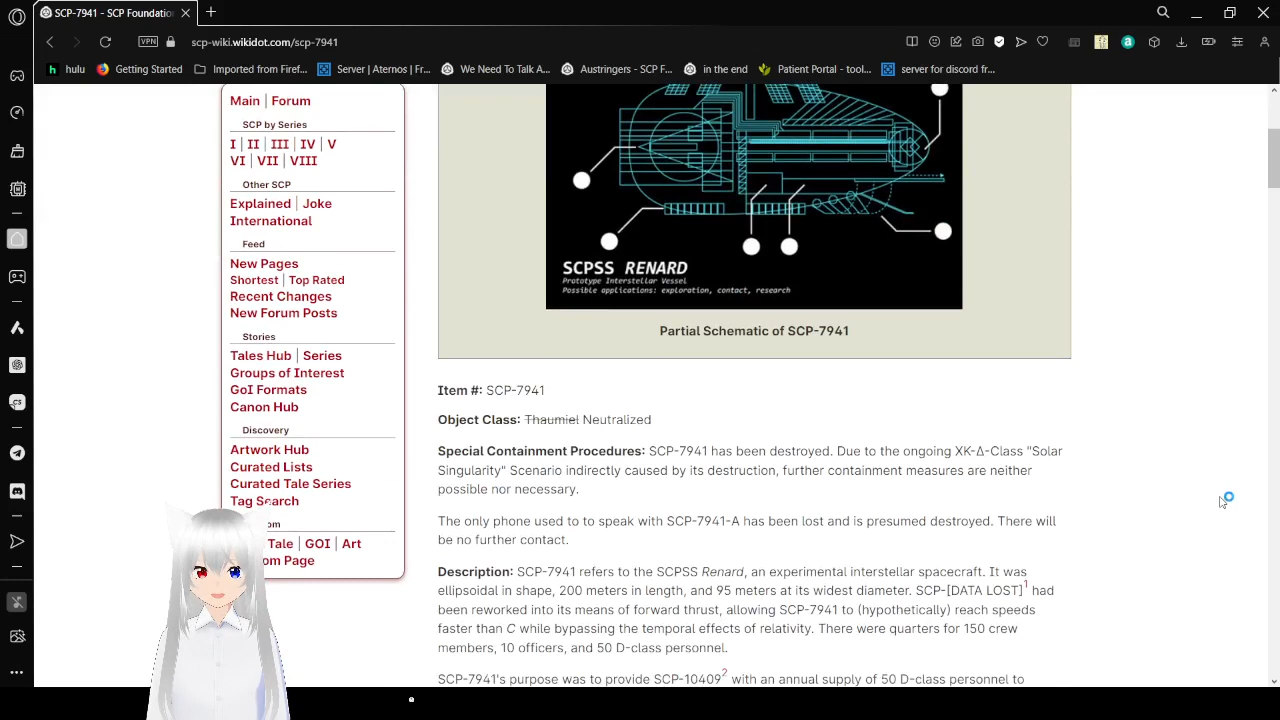 SCP-7941 - SCP Foundation
VPN
scp-wiki.wikidot.com/scp-7941
hulu
Getting Started
Imported from Firef...
Server | Aternos | Fr...
We Need To Talk A...
Austringers - SCP F...
in the end
Patient Portal - tool...
server for discord fr...
Main | Forum
SCP by Series
I | II | III | IV | V
VI | VII | VIII
Other SCP
Explained | Joke
International
Feed
New Pages
Shortest | Top Rated
Recent Changes
New Forum Posts
Stories
Tales Hub | Series
Groups of Interest
GoI Formats
Canon Hub
Discovery
Artwork Hub
Curated Lists
Curated Tale Series
Tag Search
Tale | GOI | Art
Page
SCPSS RENARD
Prototype Interstellar Vessel
Possible applications: exploration, contact, research
Partial Schematic of SCP-7941
Item #: SCP-7941
Object Class: Thaumiel Neutralized
Special Containment Procedures: SCP-7941 has been destroyed. Due to the ongoing XK-Δ-Class "Solar
Singularity" Scenario indirectly caused by its destruction, further containment measures are neither
possible nor necessary.
The only phone used to to speak with SCP-7941-A has been lost and is presumed destroyed. There will
be no further contact.
Description: SCP-7941 refers to the SCPSS Renard, an experimental interstellar spacecraft. It was
ellipsoidal in shape, 200 meters in length, and 95 meters at its widest diameter. SCP-[DATA LOST]1 had
been reworked into its means of forward thrust, allowing SCP-7941 to (hypothetically) reach speeds
faster than C while bypassing the temporal effects of relativity. There were quarters for 150 crew
members, 10 officers, and 50 D-class personnel.
SCP-7941's purpose was to provide SCP-104092 with an annual supply of 50 D-class personnel to